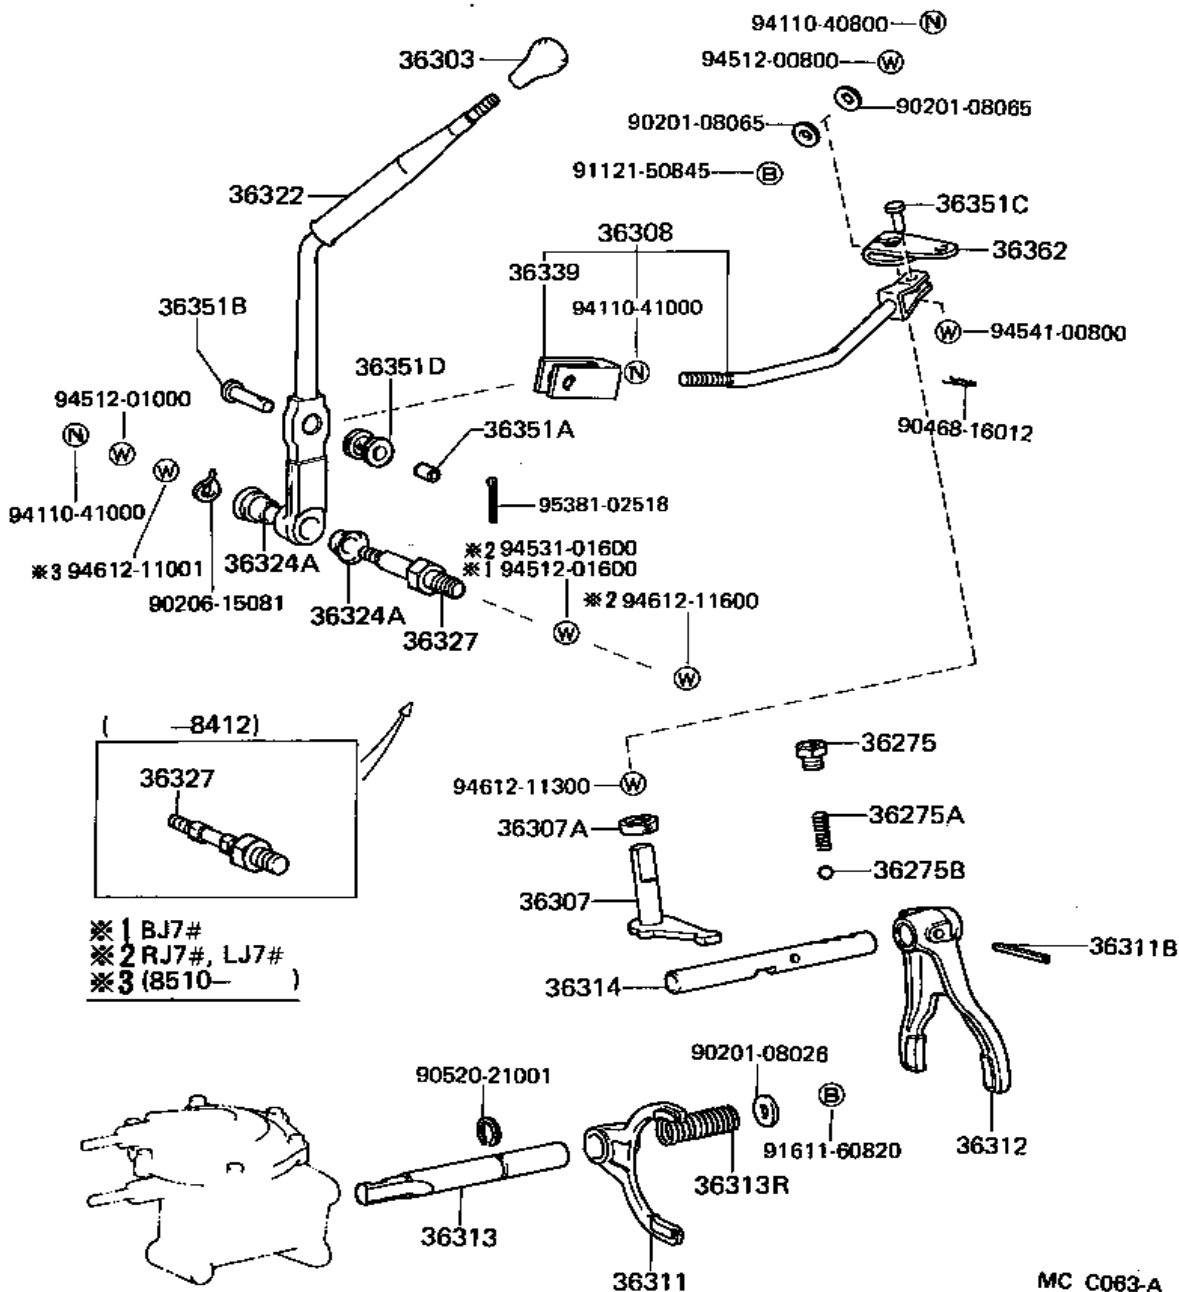 94110-40800 N
36303
94512-00800 W
90201-08065
90201-08065
91121-50845 B
36322
36351C
36308
36362
36339
36351B
94110-41000
N
94541-00800
W
36351D
94512-01000
N
W
W
36351A
90468-16012
94110-41000
95381-02518
※3 94612-11001
36324A
※2 94531-01600
※1 94512-01600
90206-15081
36324A
※2 94612-11600
36327
W
W
( -8412)
36327
36275
94612-11300 W
36307A
36275A
36275B
36307
※1 BJ7#
※2 RJ7#, LJ7#
※3 (8510- )
36311B
36314
90201-08026
90520-21001
B
36312
91611-60820
36313R
36313
36311
MC C063-A